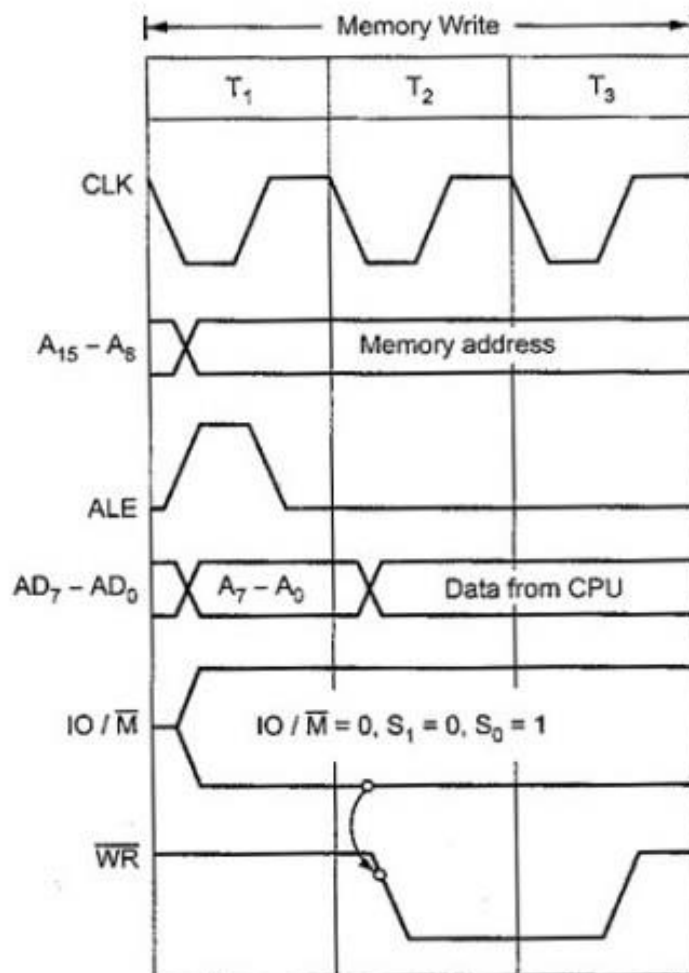 Memory Write
T₁ T₂ T₃
CLK
A₁₅ – A₈ Memory address
ALE
AD₇ – AD₀ A₇ – A₀ Data from CPU
IO / M̅ IO / M̅ = 0, S₁ = 0, S₀ = 1
W̅R̅